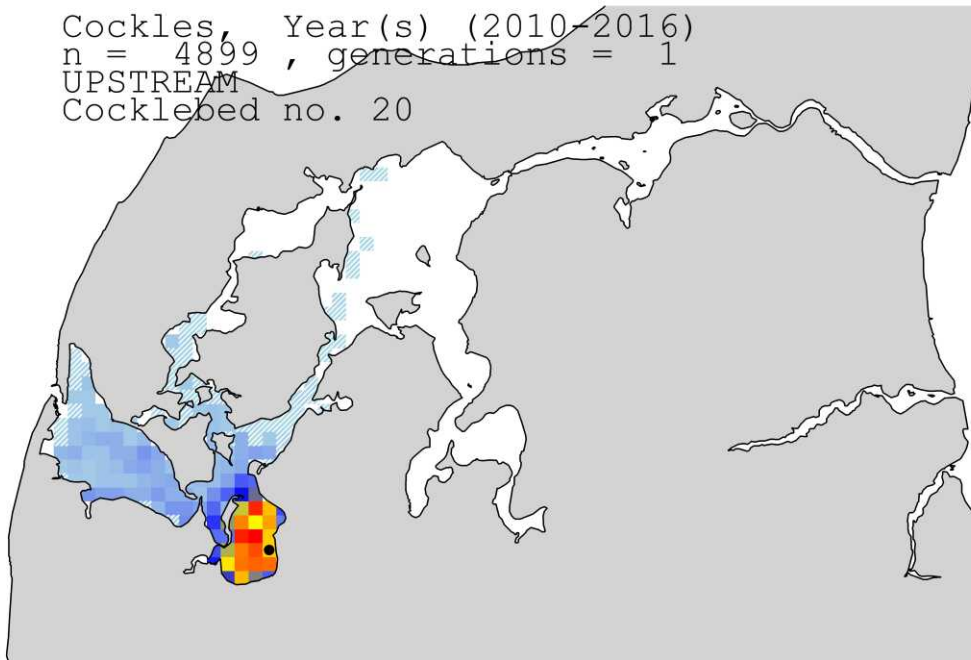 Cockles, Year(s) (2010-2016)
n = 4899 , generations = 1
UPSTREAM
Cocklebed no. 20